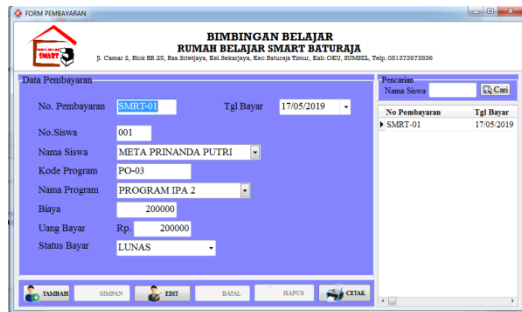 FORM PEMBAYARAN
BIMBINGAN BELAJAR
RUMAH BELAJAR SMART BATURAJA
Jl. Camar 2, Blok BB.25, Rss.Sriwijaya, Kel.Sekarjaya, Kec.Baturaja Timur, Kab.OKU, SUMSEL, Telp.081373973036
SMART
Data Pembayaran
No. Pembayaran SMRT-01 Tgl Bayar 17/05/2019
No.Siswa 001
Nama Siswa META PRINANDA PUTRI
Kode Program PO-03
Nama Program PROGRAM IPA 2
Biaya 200000
Uang Bayar Rp. 200000
Status Bayar LUNAS
Pencarian
Nama Siswa Cari
No Pembayaran Tgl Bayar
SMRT-01 17/05/2019
TAMBAH SIMPAN EDIT BATAL HAPUS CETAK